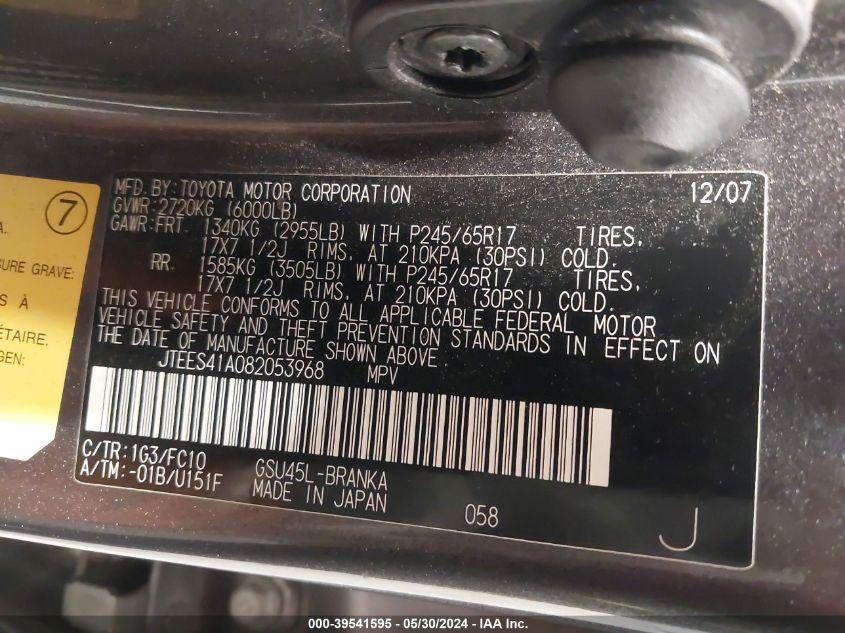 7
A.
SURE GRAVE:
S À
ÉTAIRE.
GEN:
MFD. BY: TOYOTA MOTOR CORPORATION 12/07
GVWR-2720KG (6000LB)
GAWR-FRT. 1340KG (2955LB) WITH P245/65R17 TIRES,
17X7 1/2J RIMS, AT 210KPA (30PSI) COLD.
RR. 1585KG (3505LB) WITH P245/65R17 TIRES,
17X7 1/2J RIMS, AT 210KPA (30PSI) COLD.
THIS VEHICLE CONFORMS TO ALL APPLICABLE FEDERAL MOTOR
VEHICLE SAFETY AND THEFT PREVENTION STANDARDS IN EFFECT ON
THE DATE OF MANUFACTURE SHOWN ABOVE.
JTEES41A082053968 MPV
C/TR: 1G3/FC10 GSU45L-BRANKA
A/TM: -01B/U151F MADE IN JAPAN 058 J
000-39541595 - 05/30/2024 - IAA Inc.